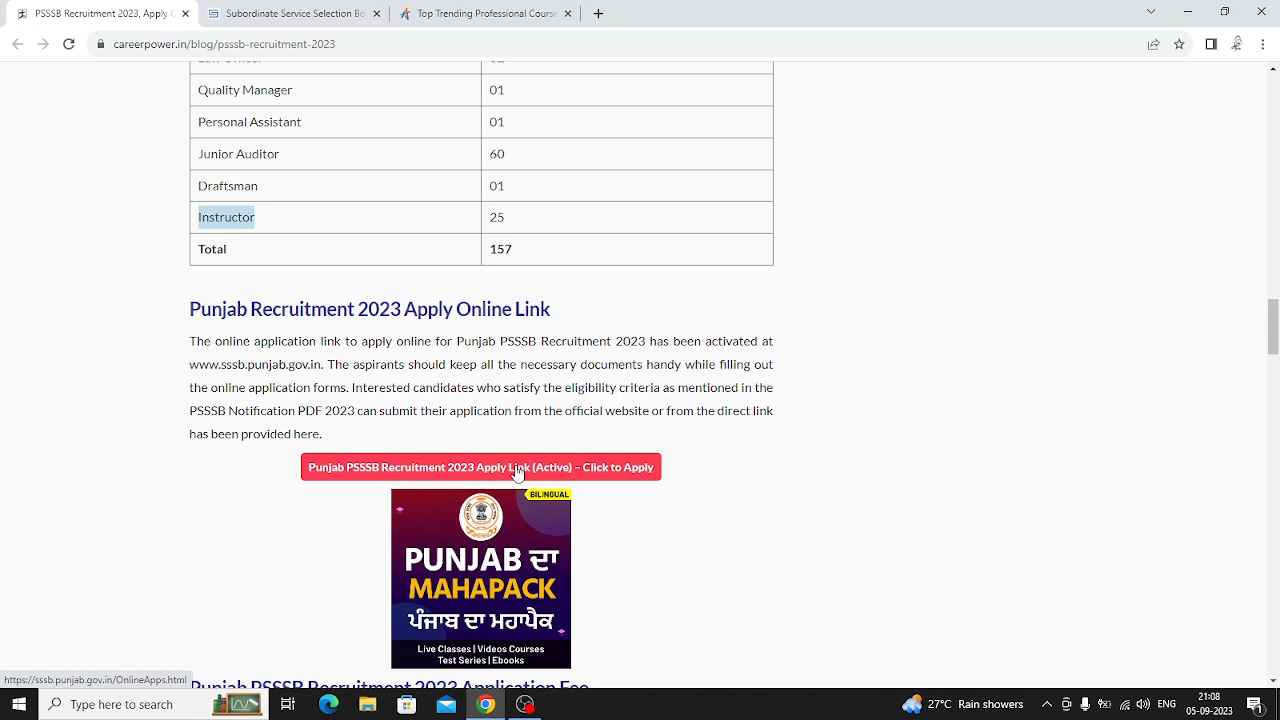 PSSSB Recruitment 2023, Apply
Subordinate Service Selection Bo
Top Trending Professional Course
careerpower.in/blog/psssb-recruitment-2023
Quality Manager 01
Personal Assistant 01
Junior Auditor 60
Draftsman 01
Instructor 25
Total 157
Punjab Recruitment 2023 Apply Online Link
The online application link to apply online for Punjab PSSSB Recruitment 2023 has been activated at
www.sssb.punjab.gov.in. The aspirants should keep all the necessary documents handy while filling out
the online application forms. Interested candidates who satisfy the eligibility criteria as mentioned in the
PSSSB Notification PDF 2023 can submit their application from the official website or from the direct link
has been provided here.
Punjab PSSSB Recruitment 2023 Apply Link (Active) – Click to Apply
BILINGUAL
PUNJAB ਦਾ
MAHAPACK
ਪੰਜਾਬ ਦਾ ਮਹਾਪੈਕ
Live Classes | Videos Courses
Test Series | Ebooks
Punjab PSSSB Recruitment 2023 Application Fee
https://sssb.punjab.gov.in/OnlineApps.html
Type here to search
27°C Rain showers
ENG
21:08
05-09-2023
1